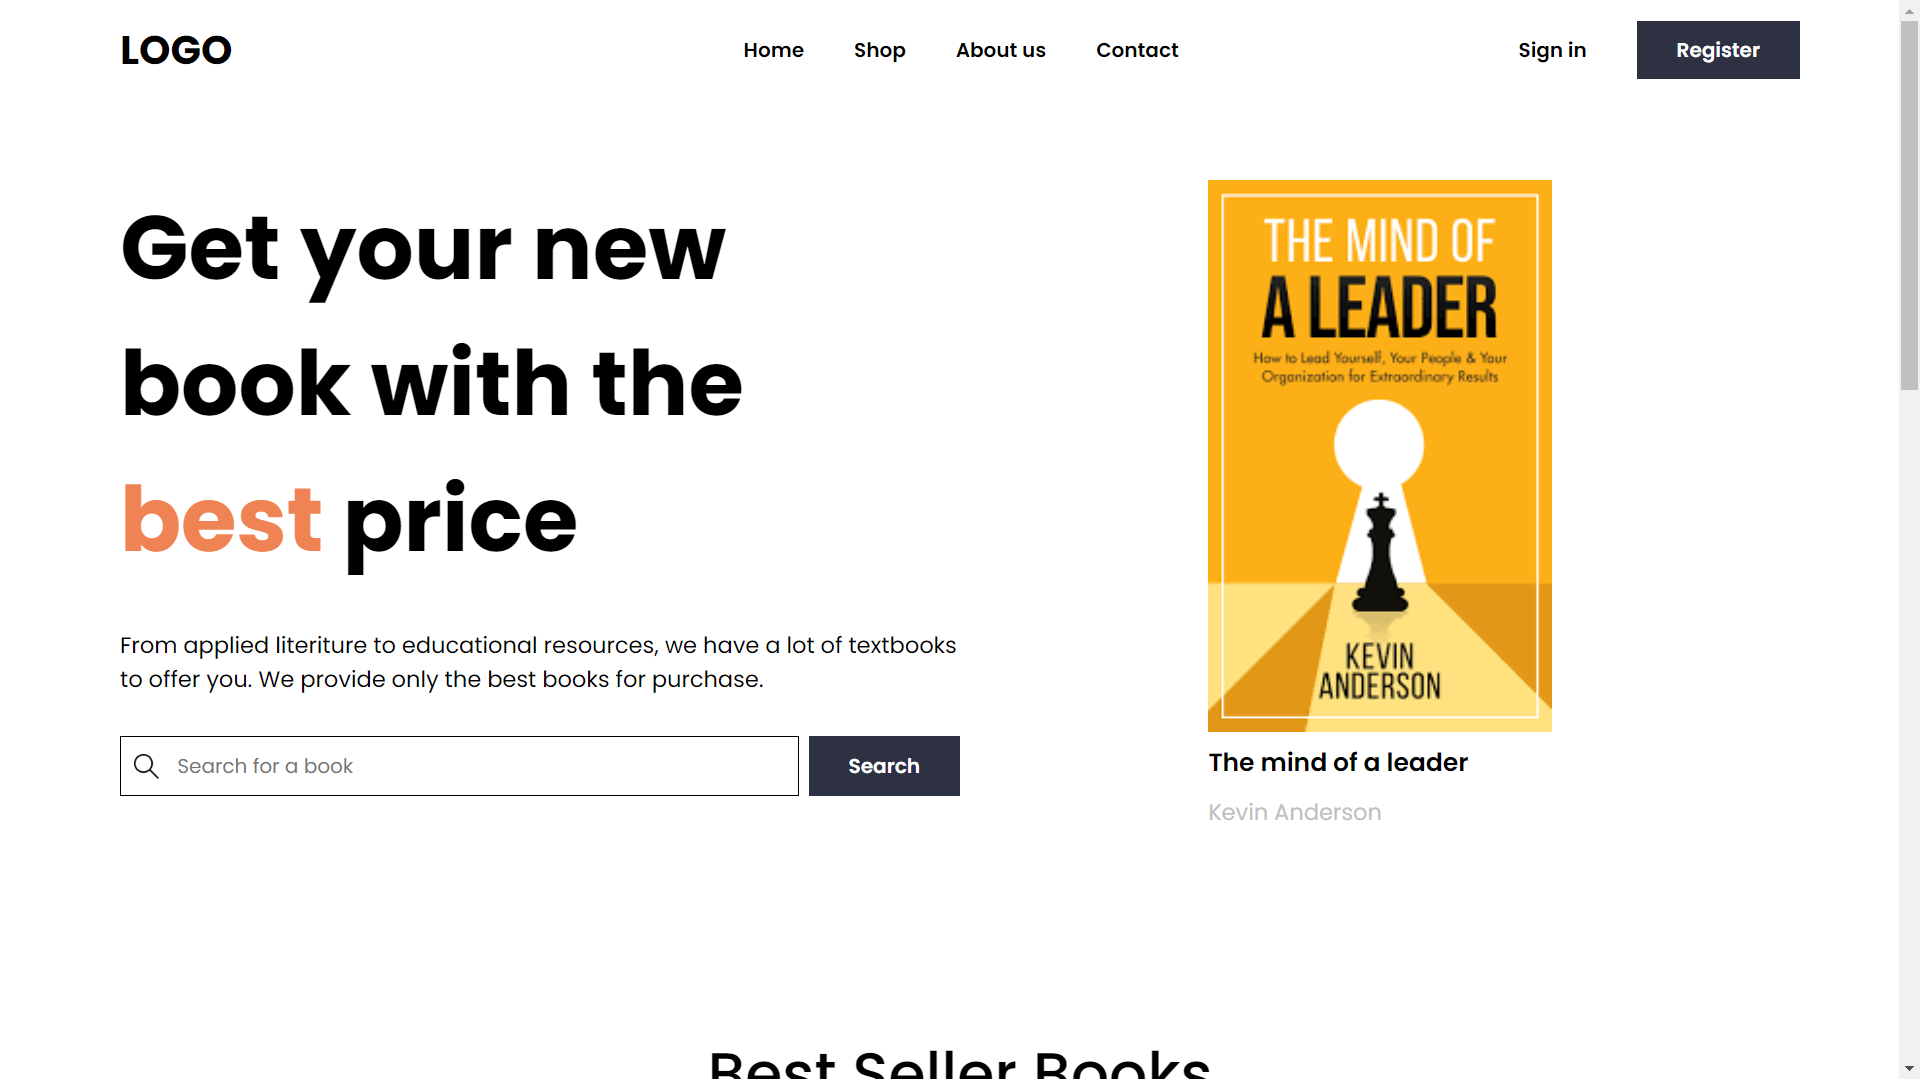 LOGO
Home
Shop
About us
Contact
Sign in
Register
Get your new
book with the
best price
From applied literiture to educational resources, we have a lot of textbooks
to offer you. We provide only the best books for purchase.
Search for a book
Search
THE MIND OF
A LEADER
How to Lead Yourself, Your People & Your
Organization for Extraordinary Results
KEVIN
ANDERSON
The mind of a leader
Kevin Anderson
Best Seller Books